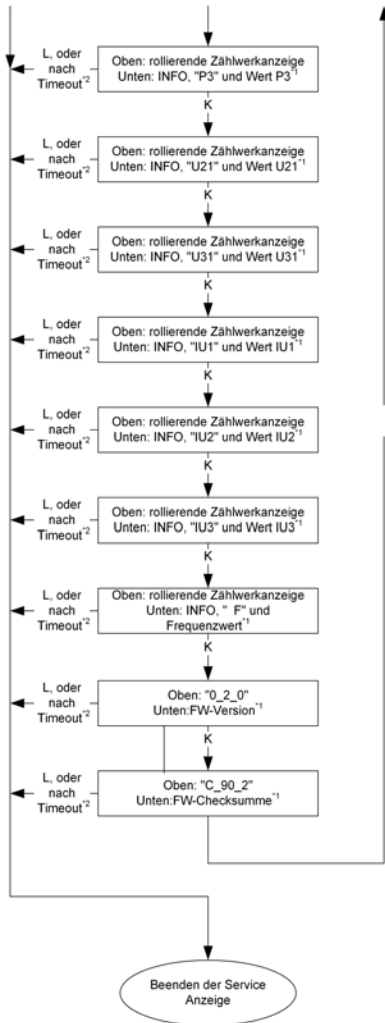 L, oder
nach
Timeout*2
Oben: rollierende Zählwerkanzeige
Unten: INFO, "P3" und Wert P3*1
K
L, oder
nach
Timeout*2
Oben: rollierende Zählwerkanzeige
Unten: INFO, "U21" und Wert U21*1
K
L, oder
nach
Timeout*2
Oben: rollierende Zählwerkanzeige
Unten: INFO, "U31" und Wert U31*1
K
L, oder
nach
Timeout*2
Oben: rollierende Zählwerkanzeige
Unten: INFO, "IU1" und Wert IU1*1
K
L, oder
nach
Timeout*2
Oben: rollierende Zählwerkanzeige
Unten: INFO, "IU2" und Wert IU2*1
K
L, oder
nach
Timeout*2
Oben: rollierende Zählwerkanzeige
Unten: INFO, "IU3" und Wert IU3*1
K
L, oder
nach
Timeout*2
Oben: rollierende Zählwerkanzeige
Unten: INFO, " F" und
Frequenzwert*1
K
L, oder
nach
Timeout*2
Oben: "0_2_0"
Unten:FW-Version*1
K
L, oder
nach
Timeout*2
Oben: "C_90_2"
Unten:FW-Checksumme*1
Beenden der Service
Anzeige